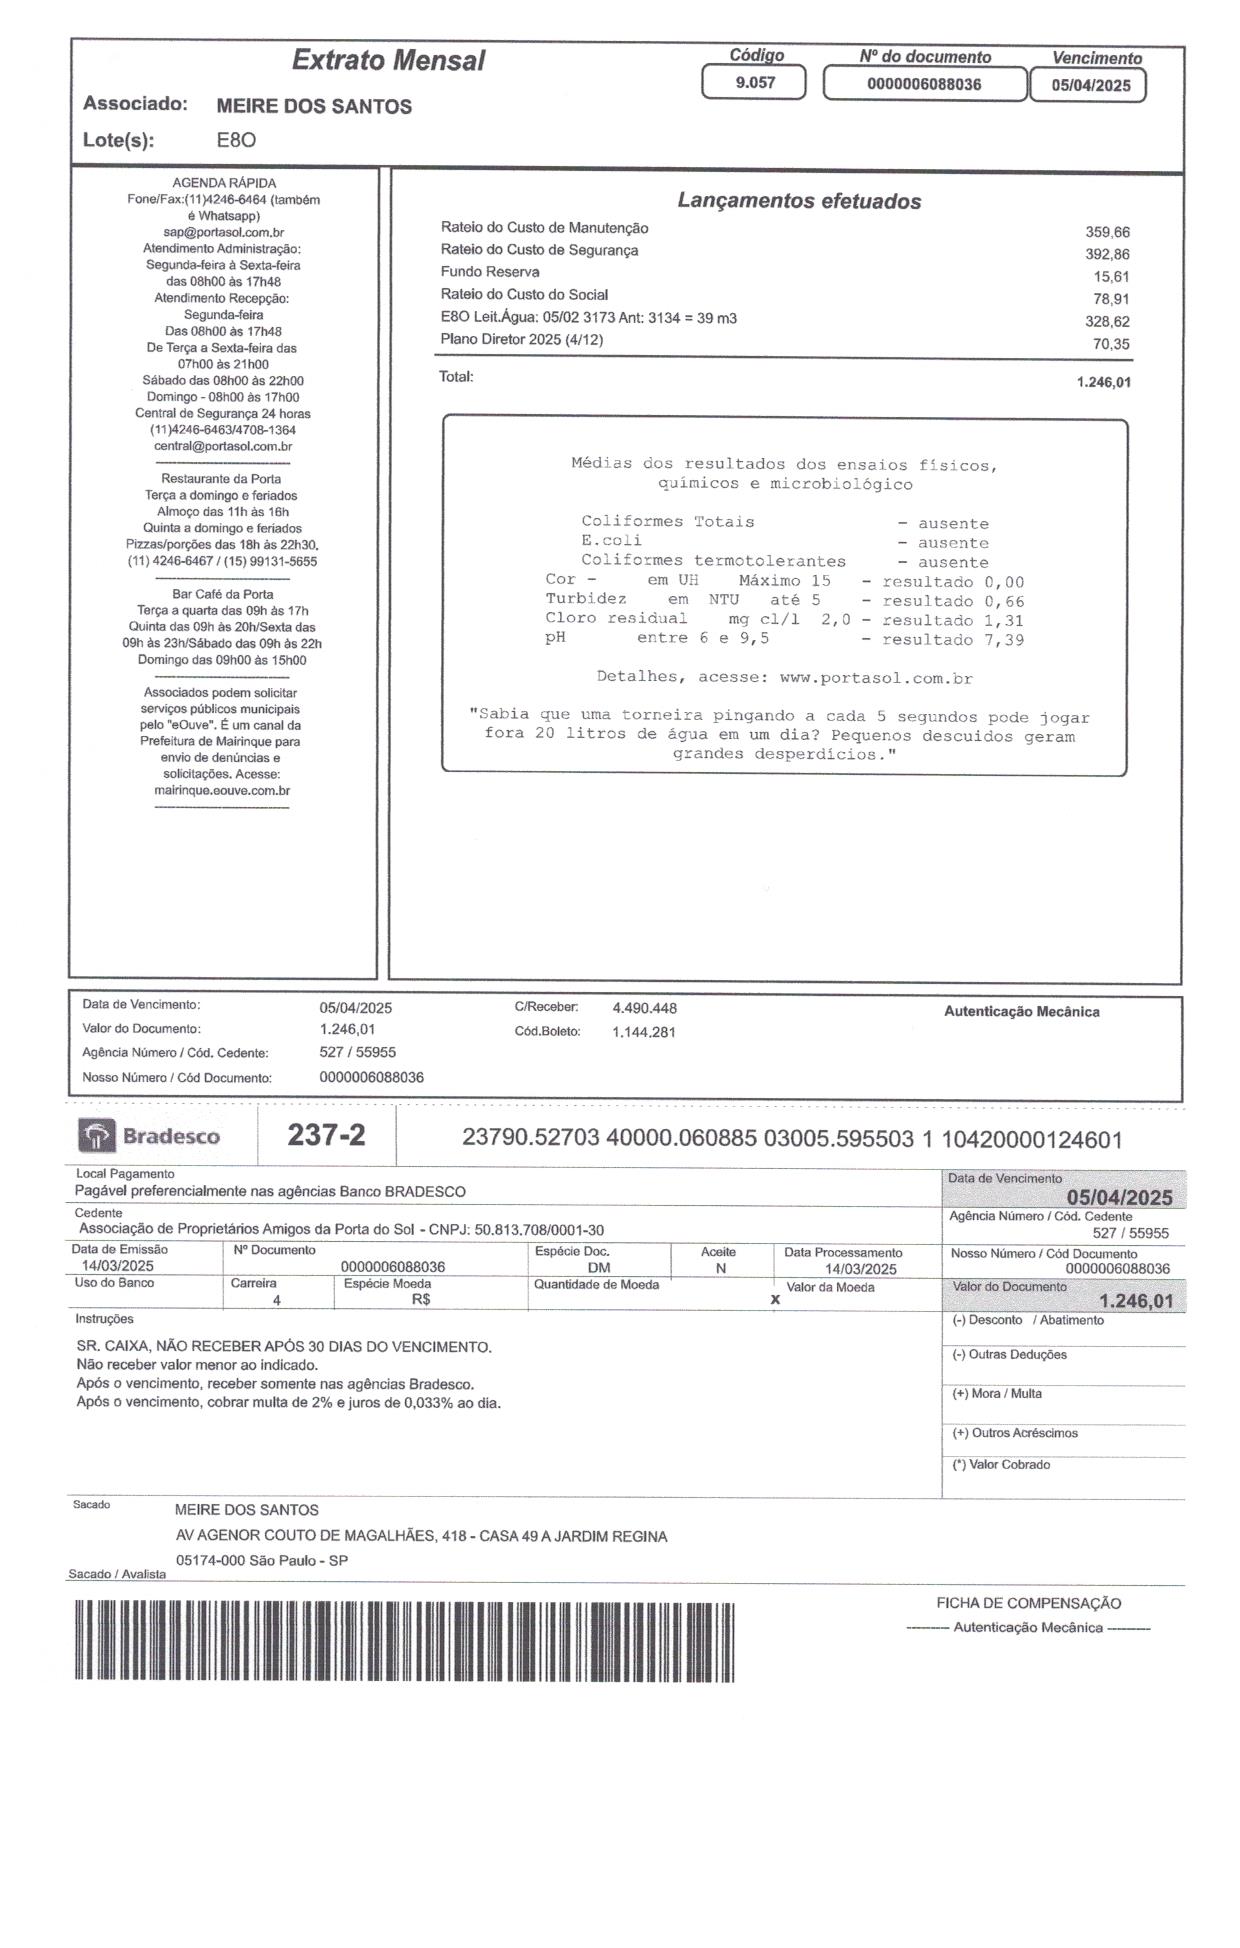 Extrato Mensal
Código
Nº do documento
Vencimento
9.057
0000006088036
05/04/2025
Associado: MEIRE DOS SANTOS
Lote(s): E8O
AGENDA RÁPIDA
Fone/Fax:(11)4246-6464 (também
é Whatsapp)
sap@portasol.com.br
Atendimento Administração:
Segunda-feira à Sexta-feira
das 08h00 às 17h48
Atendimento Recepção:
Segunda-feira
Das 08h00 às 17h48
De Terça a Sexta-feira das
07h00 às 21h00
Sábado das 08h00 às 22h00
Domingo - 08h00 às 17h00
Central de Segurança 24 horas
(11)4246-6463/4708-1364
central@portasol.com.br
Restaurante da Porta
Terça a domingo e feriados
Almoço das 11h às 16h
Quinta a domingo e feriados
Pizzas/porções das 18h às 22h30.
(11) 4246-6467 / (15) 99131-5655
Bar Café da Porta
Terça a quarta das 09h às 17h
Quinta das 09h às 20h/Sexta das
09h às 23h/Sábado das 09h às 22h
Domingo das 09h00 às 15h00
Associados podem solicitar
serviços públicos municipais
pelo "eOuve". É um canal da
Prefeitura de Mairinque para
envio de denúncias e
solicitações. Acesse:
mairinque.eouve.com.br
Lançamentos efetuados
Rateio do Custo de Manutenção 359,66
Rateio do Custo de Segurança 392,86
Fundo Reserva 15,61
Rateio do Custo do Social 78,91
E8O Leit.Água: 05/02 3173 Ant: 3134 = 39 m3 328,62
Plano Diretor 2025 (4/12) 70,35
Total: 1.246,01
Médias dos resultados dos ensaios físicos,
químicos e microbiológico
Coliformes Totais - ausente
E.coli - ausente
Coliformes termotolerantes - ausente
Cor - em UH Máximo 15 - resultado 0,00
Turbidez em NTU até 5 - resultado 0,66
Cloro residual mg cl/l 2,0 - resultado 1,31
pH entre 6 e 9,5 - resultado 7,39
Detalhes, acesse: www.portasol.com.br
"Sabia que uma torneira pingando a cada 5 segundos pode jogar
fora 20 litros de água em um dia? Pequenos descuidos geram
grandes desperdícios."
Data de Vencimento: 05/04/2025 C/Receber: 4.490.448 Autenticação Mecânica
Valor do Documento: 1.246,01 Cód.Boleto: 1.144.281
Agência Número / Cód. Cedente: 527 / 55955
Nosso Número / Cód Documento: 0000006088036
Bradesco 237-2 23790.52703 40000.060885 03005.595503 1 10420000124601
Local Pagamento
Pagável preferencialmente nas agências Banco BRADESCO
Data de Vencimento
05/04/2025
Cedente
Associação de Proprietários Amigos da Porta do Sol - CNPJ: 50.813.708/0001-30
Agência Número / Cód. Cedente
527 / 55955
Data de Emissão Nº Documento Espécie Doc. Aceite Data Processamento Nosso Número / Cód Documento
14/03/2025 0000006088036 DM N 14/03/2025 0000006088036
Uso do Banco Carreira Espécie Moeda Quantidade de Moeda Valor da Moeda Valor do Documento
4 R$ X 1.246,01
Instruções
SR. CAIXA, NÃO RECEBER APÓS 30 DIAS DO VENCIMENTO.
Não receber valor menor ao indicado.
Após o vencimento, receber somente nas agências Bradesco.
Após o vencimento, cobrar multa de 2% e juros de 0,033% ao dia.
(-) Desconto / Abatimento
(-) Outras Deduções
(+) Mora / Multa
(+) Outros Acréscimos
(*) Valor Cobrado
Sacado
MEIRE DOS SANTOS
AV AGENOR COUTO DE MAGALHÃES, 418 - CASA 49 A JARDIM REGINA
05174-000 São Paulo - SP
Sacado / Avalista
FICHA DE COMPENSAÇÃO
-------- Autenticação Mecânica --------